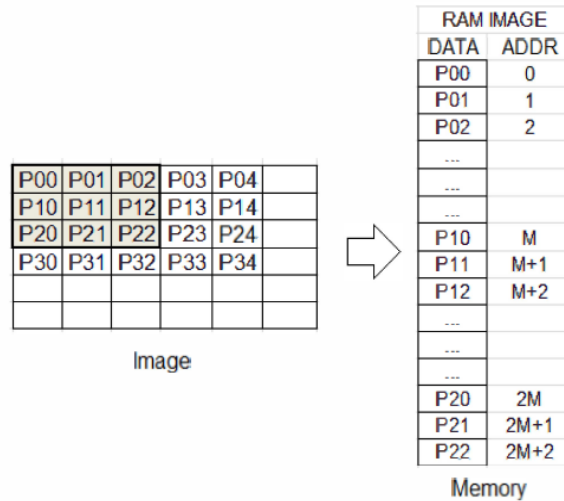 P00 P01 P02 P03 P04
P10 P11 P12 P13 P14
P20 P21 P22 P23 P24
P30 P31 P32 P33 P34
Image
RAM IMAGE
DATA ADDR
P00 0
P01 1
P02 2
...
...
...
P10 M
P11 M+1
P12 M+2
...
...
...
P20 2M
P21 2M+1
P22 2M+2
Memory